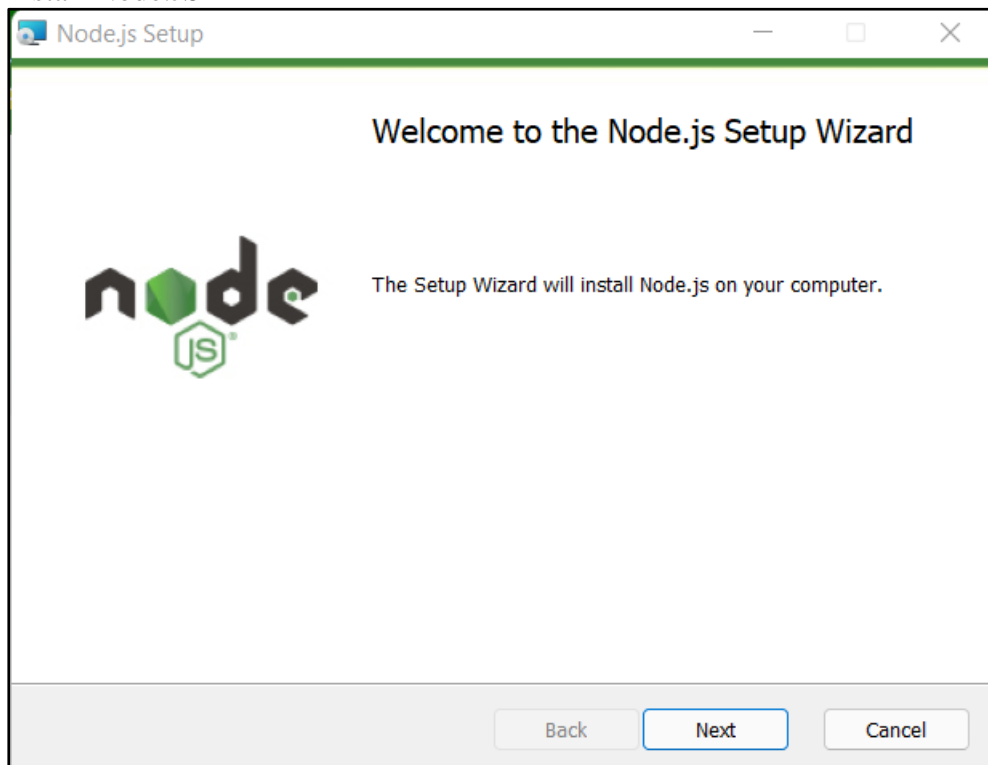 Node.js Setup
Welcome to the Node.js Setup Wizard
node
JS®
The Setup Wizard will install Node.js on your computer.
Back
Next
Cancel